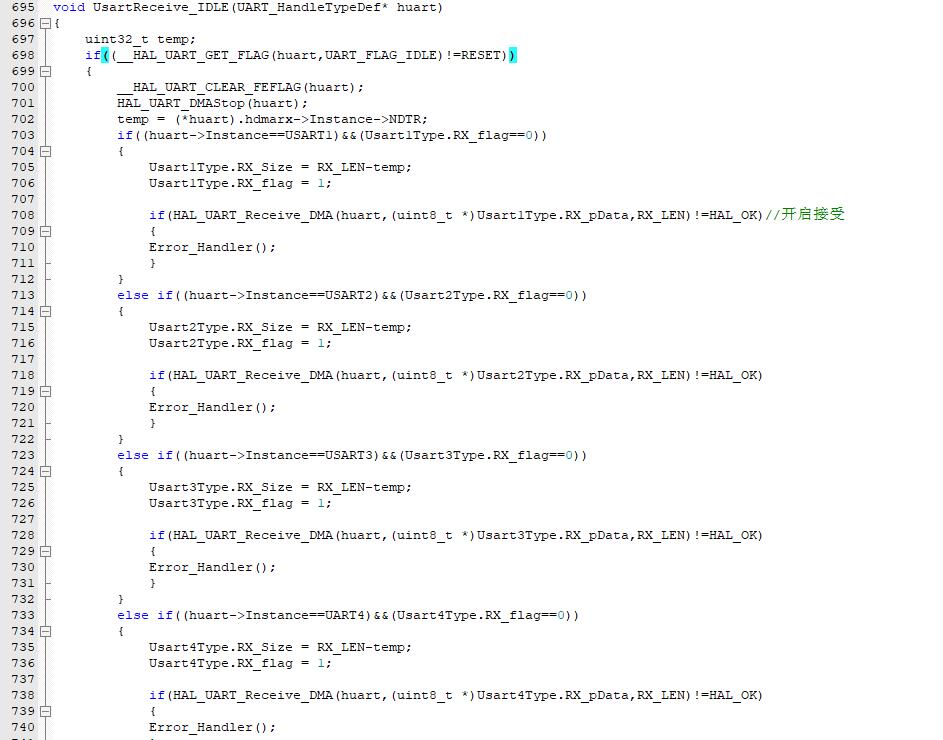 695 void UsartReceive_IDLE(UART_HandleTypeDef* huart)
696 {
697 uint32_t temp;
698 if((__HAL_UART_GET_FLAG(huart,UART_FLAG_IDLE)!=RESET))
699 {
700 __HAL_UART_CLEAR_FEFLAG(huart);
701 HAL_UART_DMAStop(huart);
702 temp = (*huart).hdmarx->Instance->NDTR;
703 if((huart->Instance==USART1)&&(Usart1Type.RX_flag==0))
704 {
705 Usart1Type.RX_Size = RX_LEN-temp;
706 Usart1Type.RX_flag = 1;
707
708 if(HAL_UART_Receive_DMA(huart,(uint8_t *)Usart1Type.RX_pData,RX_LEN)!=HAL_OK)//开启接受
709 {
710 Error_Handler();
711 }
712 }
713 else if((huart->Instance==USART2)&&(Usart2Type.RX_flag==0))
714 {
715 Usart2Type.RX_Size = RX_LEN-temp;
716 Usart2Type.RX_flag = 1;
717
718 if(HAL_UART_Receive_DMA(huart,(uint8_t *)Usart2Type.RX_pData,RX_LEN)!=HAL_OK)
719 {
720 Error_Handler();
721 }
722 }
723 else if((huart->Instance==USART3)&&(Usart3Type.RX_flag==0))
724 {
725 Usart3Type.RX_Size = RX_LEN-temp;
726 Usart3Type.RX_flag = 1;
727
728 if(HAL_UART_Receive_DMA(huart,(uint8_t *)Usart3Type.RX_pData,RX_LEN)!=HAL_OK)
729 {
730 Error_Handler();
731 }
732 }
733 else if((huart->Instance==UART4)&&(Usart4Type.RX_flag==0))
734 {
735 Usart4Type.RX_Size = RX_LEN-temp;
736 Usart4Type.RX_flag = 1;
737
738 if(HAL_UART_Receive_DMA(huart,(uint8_t *)Usart4Type.RX_pData,RX_LEN)!=HAL_OK)
739 {
740 Error_Handler();